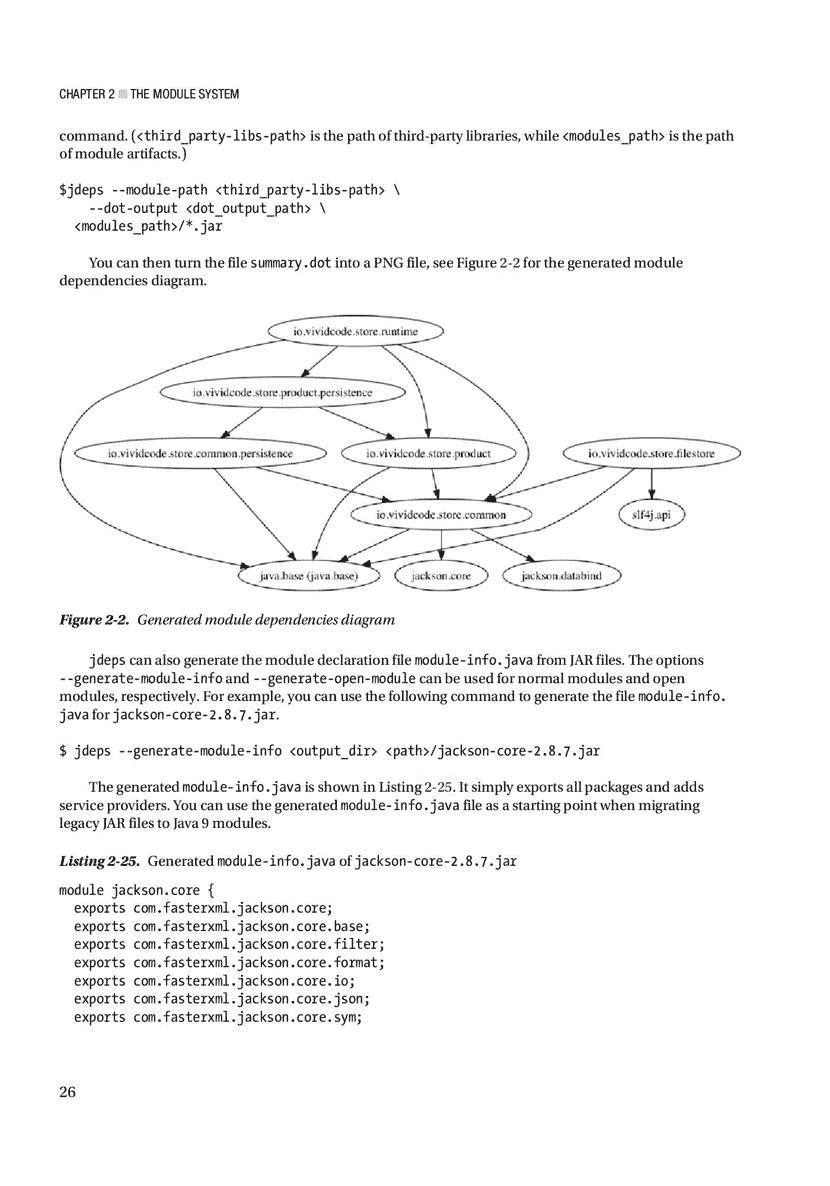 CHAPTER 2 ▒ THE MODULE SYSTEM
command. (<third_party-libs-path> is the path of third-party libraries, while <modules_path> is the path
of module artifacts.)
$jdeps --module-path <third_party-libs-path> \
--dot-output <dot_output_path> \
<modules_path>/*.jar
You can then turn the file summary.dot into a PNG file, see Figure 2-2 for the generated module
dependencies diagram.
io.vividcode.store.runtime
io.vividcode.store.product.persistence
io.vividcode.store.common.persistence
io.vividcode.store.product
io.vividcode.store.filestore
io.vividcode.store.common
slf4j.api
java.base (java.base)
jackson.core
jackson.databind
Figure 2-2. Generated module dependencies diagram
jdeps can also generate the module declaration file module-info.java from JAR files. The options
--generate-module-info and --generate-open-module can be used for normal modules and open
modules, respectively. For example, you can use the following command to generate the file module-info.
java for jackson-core-2.8.7.jar.
$ jdeps --generate-module-info <output_dir> <path>/jackson-core-2.8.7.jar
The generated module-info.java is shown in Listing 2-25. It simply exports all packages and adds
service providers. You can use the generated module-info.java file as a starting point when migrating
legacy JAR files to Java 9 modules.
Listing 2-25. Generated module-info.java of jackson-core-2.8.7.jar
module jackson.core {
exports com.fasterxml.jackson.core;
exports com.fasterxml.jackson.core.base;
exports com.fasterxml.jackson.core.filter;
exports com.fasterxml.jackson.core.format;
exports com.fasterxml.jackson.core.io;
exports com.fasterxml.jackson.core.json;
exports com.fasterxml.jackson.core.sym;
26